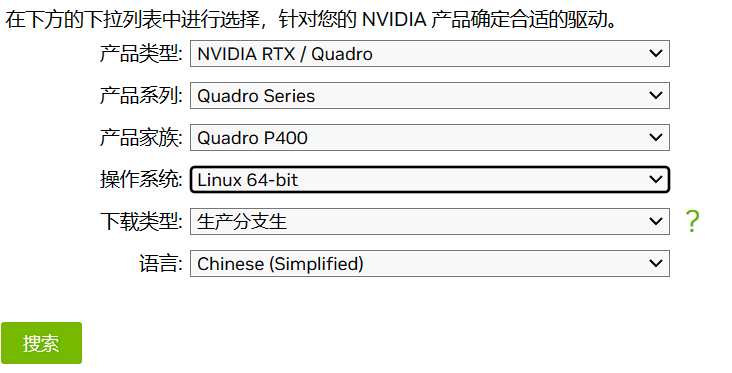 在下方的下拉列表中进行选择，针对您的 NVIDIA 产品确定合适的驱动。
产品类型: NVIDIA RTX / Quadro
产品系列: Quadro Series
产品家族: Quadro P400
操作系统: Linux 64-bit
下载类型: 生产分支生 ?
语言: Chinese (Simplified)
搜索